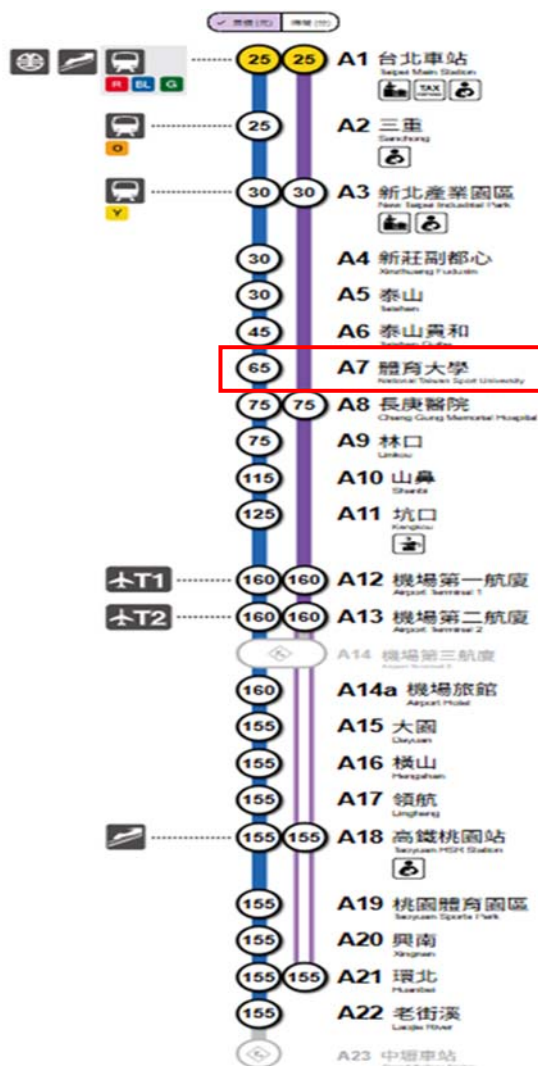 ✓ 票價 (元) 時間 (分)
R BL G 25 25 A1 台北車站
Taipei Main Station
TAX
O 25 A2 三重
Sanchong
Y 30 30 A3 新北產業園區
New Taipei Industrial Park
30 A4 新莊副都心
Xinzhuang Fuduxin
30 A5 泰山
Taishan
45 A6 泰山貴和
Taishan Guihe
65 A7 體育大學
National Taiwan Sport University
75 75 A8 長庚醫院
Chang Gung Memorial Hospital
75 A9 林口
Linkou
115 A10 山鼻
Shanbi
125 A11 坑口
Kengkou
T1 160 160 A12 機場第一航廈
Airport Terminal 1
T2 160 160 A13 機場第二航廈
Airport Terminal 2
A14 機場第三航廈
160 A14a 機場旅館
Airport Hotel
155 A15 大園
Dayuan
155 A16 橫山
Hengshan
155 A17 領航
Linghang
155 155 A18 高鐵桃園站
Taoyuan HSR Station
155 A19 桃園體育園區
Taoyuan Sports Park
155 A20 興南
Xingnan
155 155 A21 環北
Huanbei
155 A22 老街溪
Laojie River
A23 中壢車站